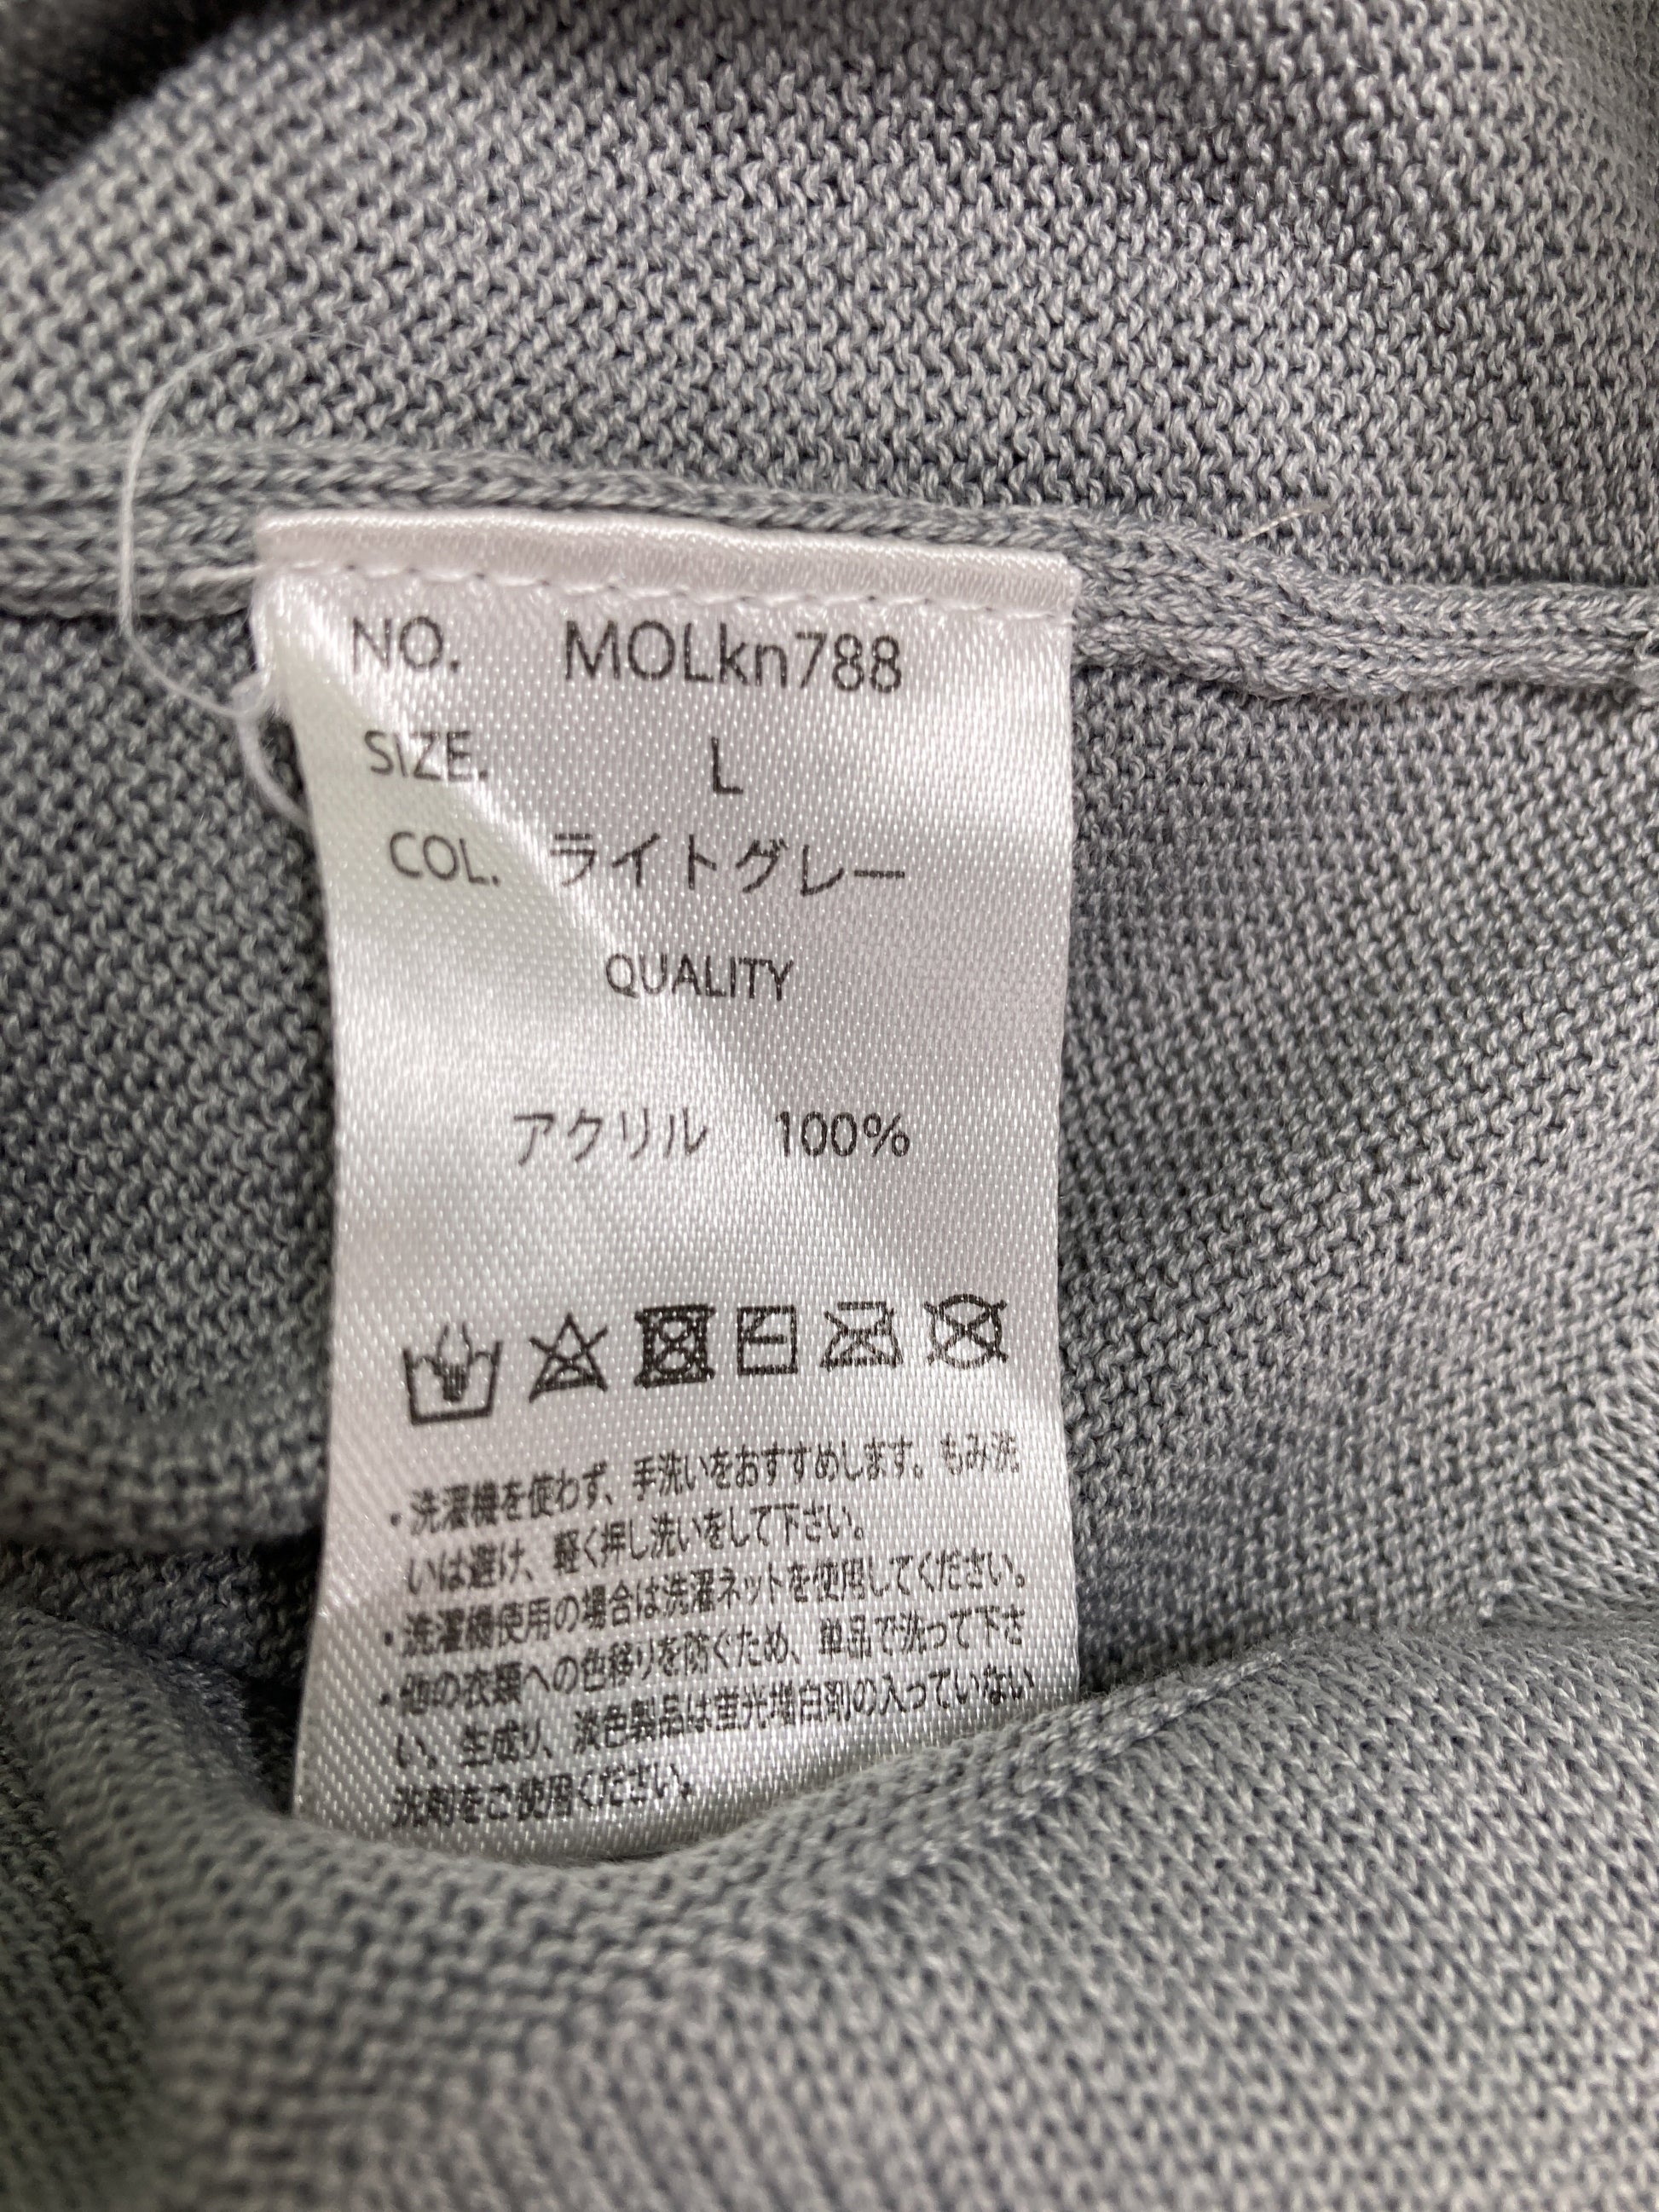 NO. MOLkn788
SIZE. L
COL. ライトグレー
QUALITY
アクリル 100%
・洗濯機を使わず、手洗いをおすすめします。もみ洗
いは避け、軽く押し洗いをして下さい。
・洗濯機使用の場合は洗濯ネットを使用してください。
・他の衣類への色移りを防ぐため、単品で洗って下さ
い。生成り、淡色製品は蛍光増白剤の入っていない
洗剤をご使用ください。